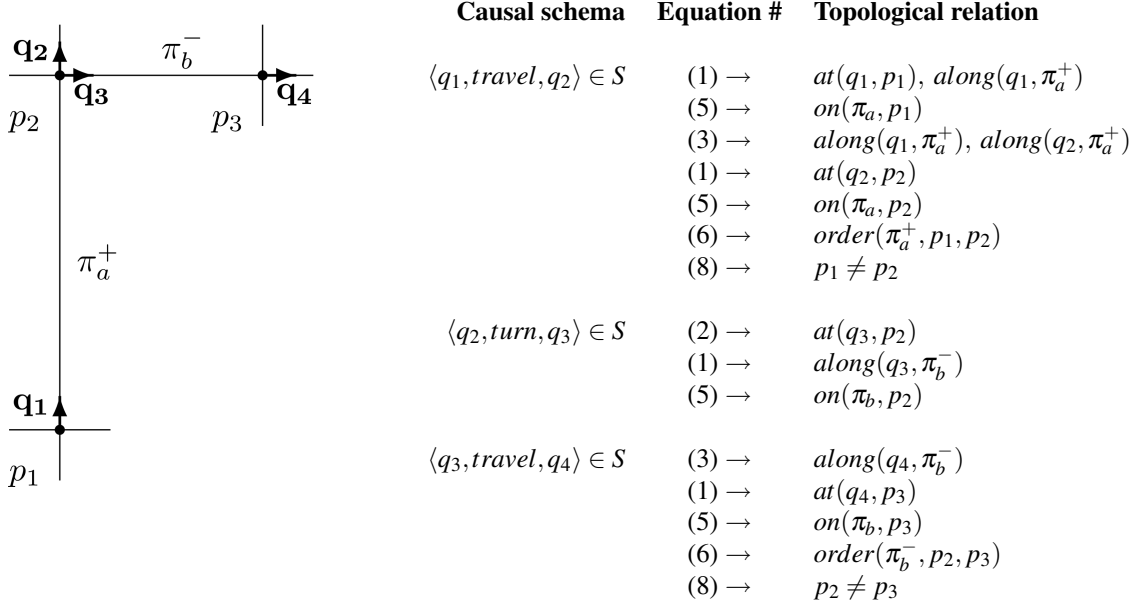 q₂
π_b⁻
q₃
q₄
p₂
p₃
π_a⁺
q₁
p₁
Causal schema Equation # Topological relation
⟨q₁,travel,q₂⟩ ∈ S (1) → at(q₁, p₁), along(q₁, π_a⁺)
(5) → on(π_a, p₁)
(3) → along(q₁, π_a⁺), along(q₂, π_a⁺)
(1) → at(q₂, p₂)
(5) → on(π_a, p₂)
(6) → order(π_a⁺, p₁, p₂)
(8) → p₁ ≠ p₂
⟨q₂,turn,q₃⟩ ∈ S (2) → at(q₃, p₂)
(1) → along(q₃, π_b⁻)
(5) → on(π_b, p₂)
⟨q₃,travel,q₄⟩ ∈ S (3) → along(q₄, π_b⁻)
(1) → at(q₄, p₃)
(5) → on(π_b, p₃)
(6) → order(π_b⁻, p₂, p₃)
(8) → p₂ ≠ p₃